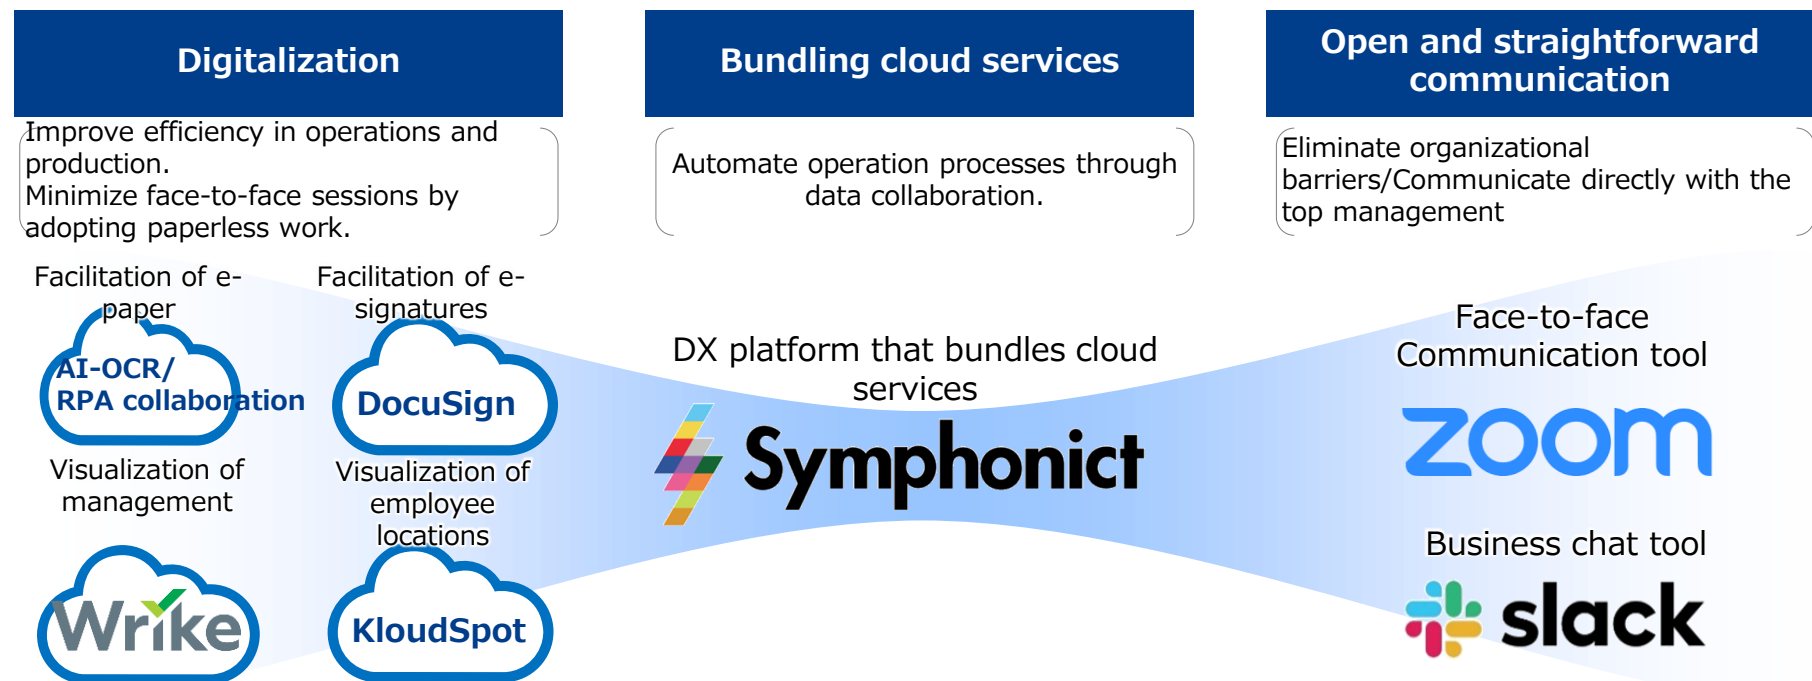 Digitalization
Improve efficiency in operations and
production.
Minimize face-to-face sessions by
adopting paperless work.
Facilitation of e-
paper
AI-OCR/
RPA collaboration
Facilitation of e-
signatures
DocuSign
Visualization of
management
Wrike
Visualization of
employee
locations
KloudSpot
Bundling cloud services
Automate operation processes through
data collaboration.
DX platform that bundles cloud
services
Symphonict
Open and straightforward
communication
Eliminate organizational
barriers/Communicate directly with the
top management
Face-to-face
Communication tool
zoom
Business chat tool
slack